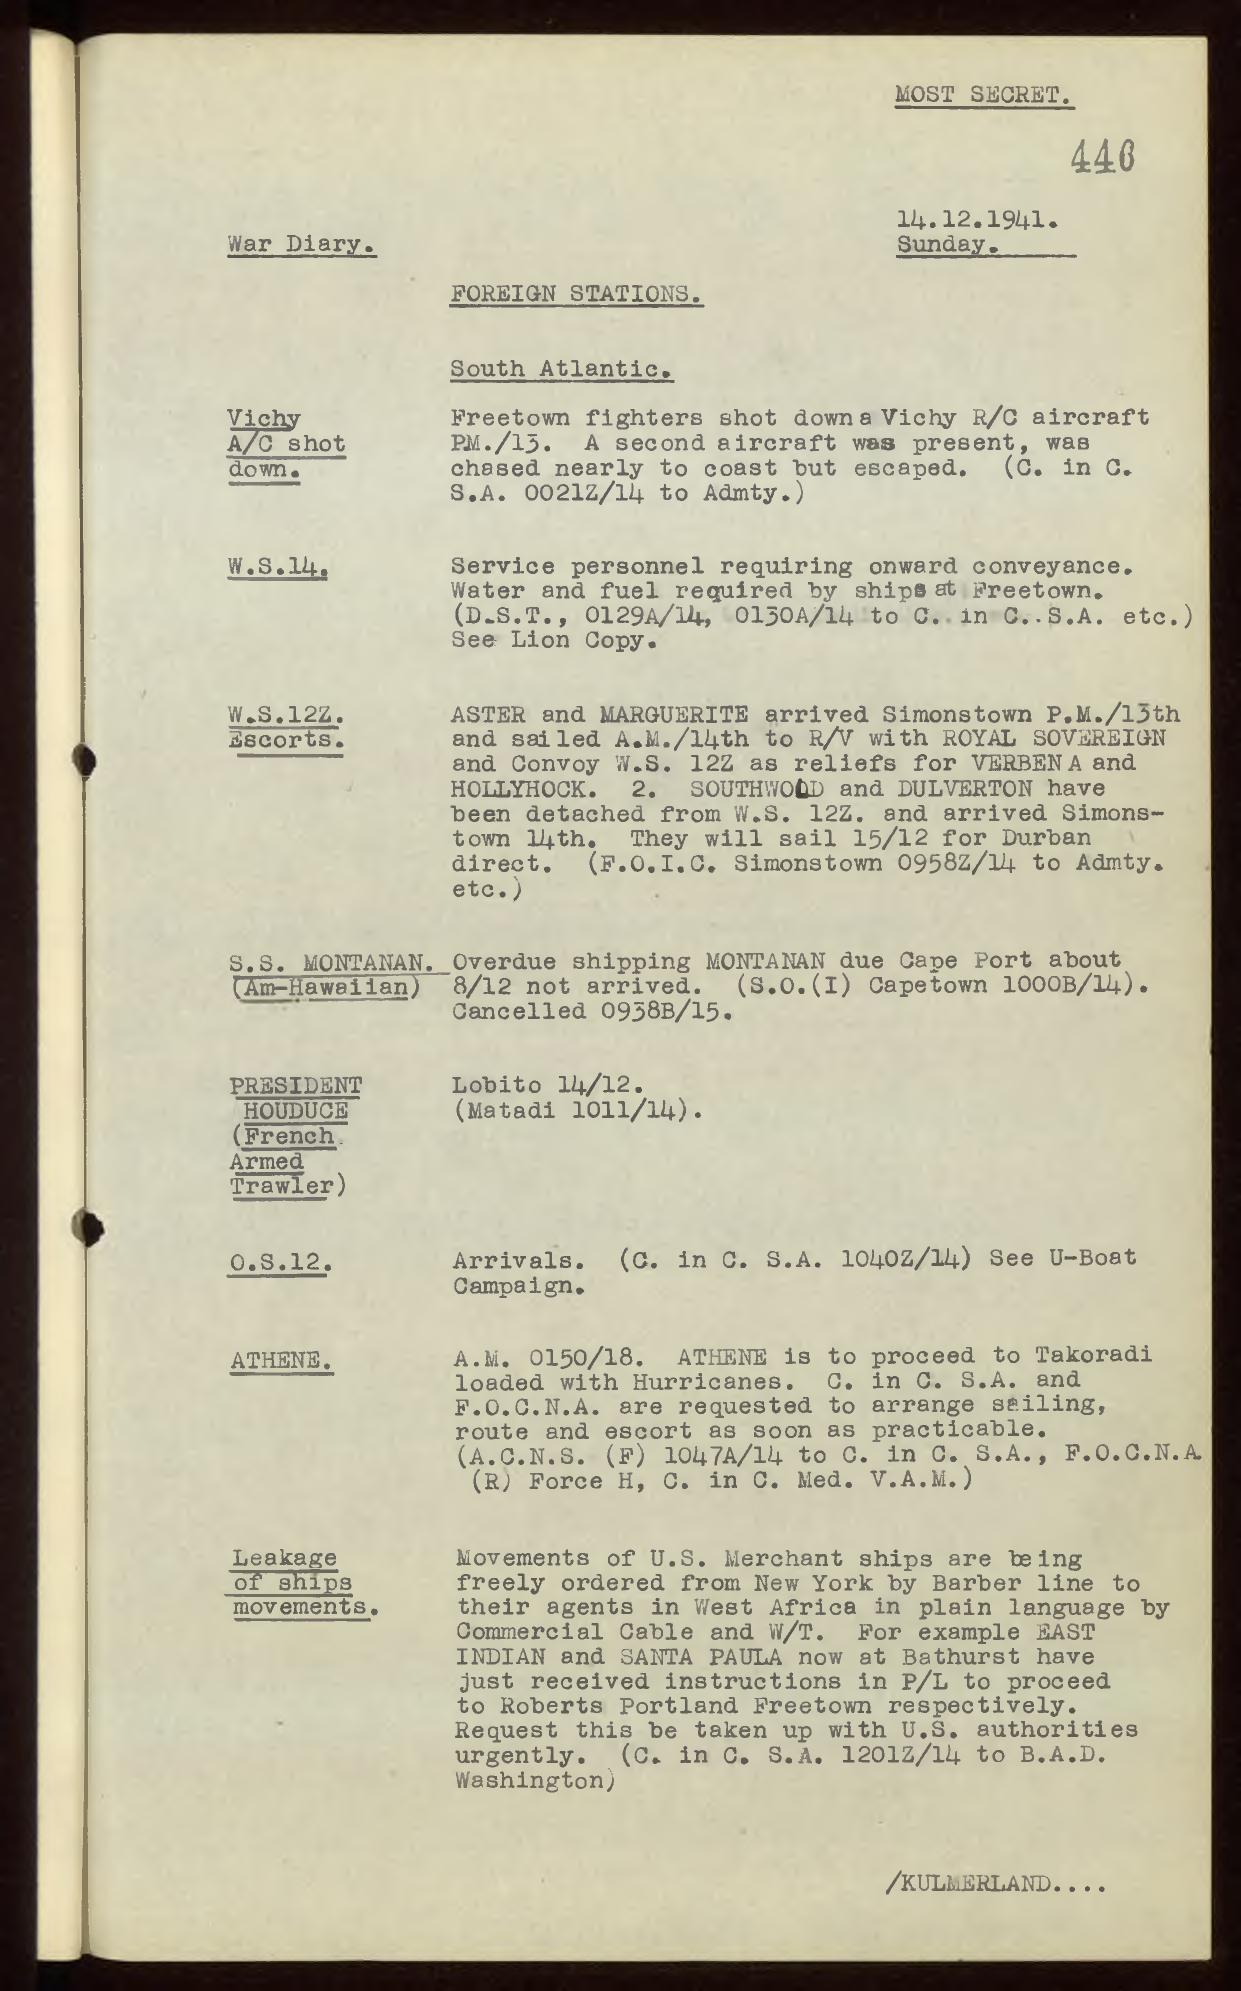 MOST SECRET.
446
14.12.1941.
War Diary.
Sunday.
FOREIGN STATIONS.
South Atlantic.
Vichy
A/C shot
down.
Freetown fighters shot down a Vichy R/C aircraft
PM./13. A second aircraft was present, was
chased nearly to coast but escaped. (C. in C.
S.A. 0021Z/14 to Admty.)
W.S.14.
Service personnel requiring onward conveyance.
Water and fuel required by ships at Freetown.
(D.S.T., 0129A/14, 0130A/14 to C. in C. S.A. etc.)
See Lion Copy.
W.S.12Z.
Escorts.
ASTER and MARGUERITE arrived Simonstown P.M./13th
and sailed A.M./14th to R/V with ROYAL SOVEREIGN
and Convoy W.S. 12Z as reliefs for VERBENA and
HOLLYHOCK. 2. SOUTHWOLD and DULVERTON have
been detached from W.S. 12Z. and arrived Simons-
town 14th. They will sail 15/12 for Durban
direct. (F.O.I.C. Simonstown 0958Z/14 to Admty.
etc.)
S.S. MONTANAN.
(Am-Hawaiian)
Overdue shipping MONTANAN due Cape Port about
8/12 not arrived. (S.O.(I) Capetown 1000B/14).
Cancelled 0938B/15.
PRESIDENT
HOUDUCE
(French
Armed
Trawler)
Lobito 14/12.
(Matadi 1011/14).
O.S.12.
Arrivals. (C. in C. S.A. 1040Z/14) See U-Boat
Campaign.
ATHENE.
A.M. 0150/18. ATHENE is to proceed to Takoradi
loaded with Hurricanes. C. in C. S.A. and
F.O.C.N.A. are requested to arrange sailing,
route and escort as soon as practicable.
(A.C.N.S. (F) 1047A/14 to C. in C. S.A., F.O.C.N.A
(R) Force H, C. in C. Med. V.A.M.)
Leakage
of ships
movements.
Movements of U.S. Merchant ships are being
freely ordered from New York by Barber line to
their agents in West Africa in plain language by
Commercial Cable and W/T. For example EAST
INDIAN and SANTA PAULA now at Bathurst have
just received instructions in P/L to proceed
to Roberts Portland Freetown respectively.
Request this be taken up with U.S. authorities
urgently. (C. in C. S.A. 1201Z/14 to B.A.D.
Washington)
/KULMERLAND....